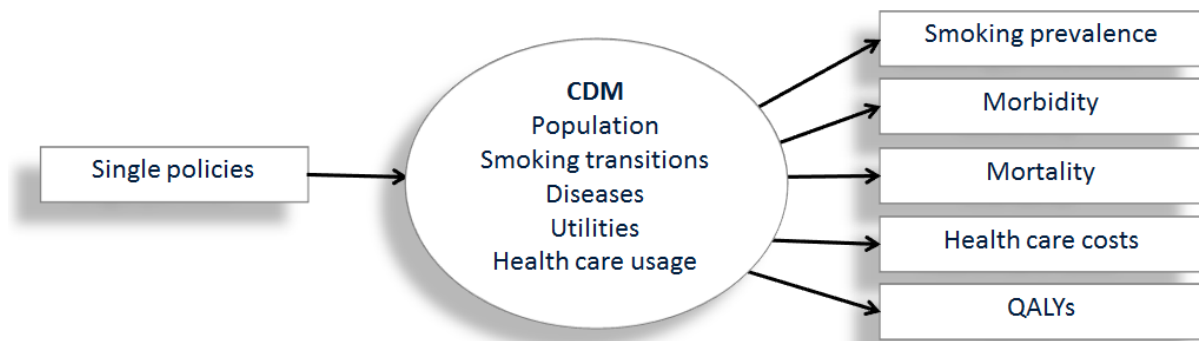 Single policies
CDM
Population
Smoking transitions
Diseases
Utilities
Health care usage
Smoking prevalence
Morbidity
Mortality
Health care costs
QALYs